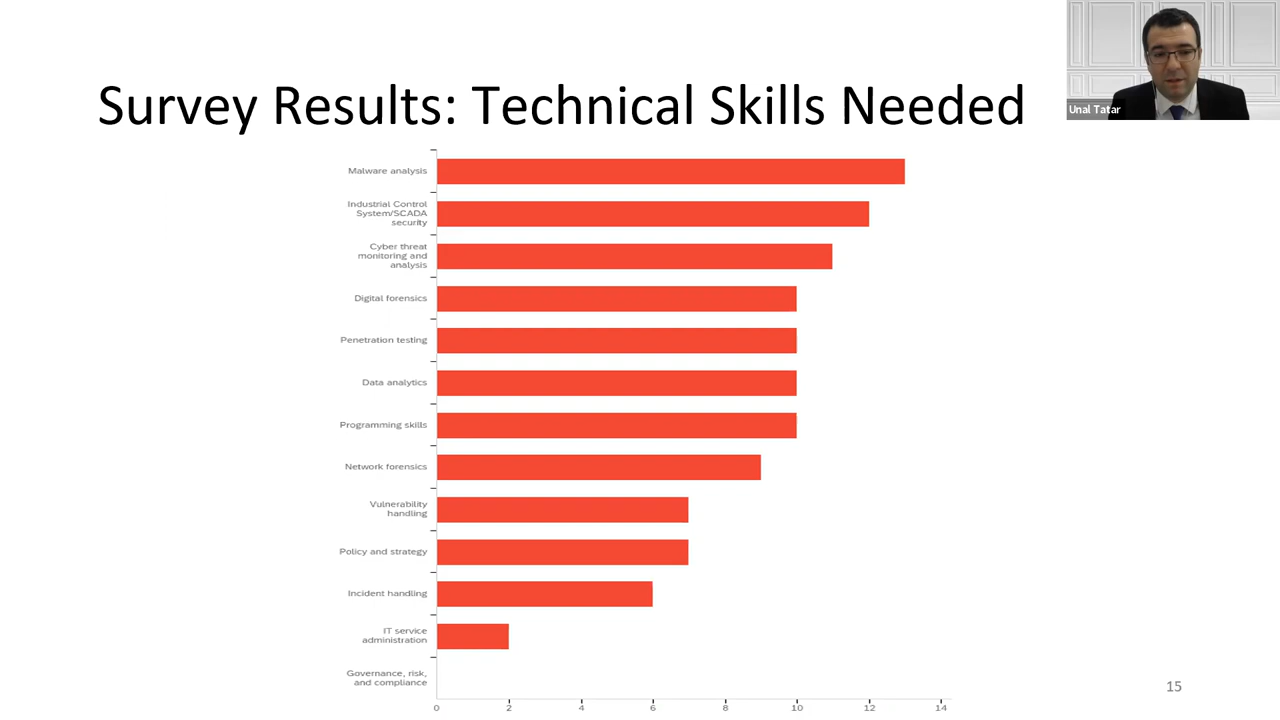 Survey Results: Technical Skills Needed
Unal Tatar
Malware analysis
Industrial Control
System/SCADA
security
Cyber threat
monitoring and
analysis
Digital forensics
Penetration testing
Data analytics
Programming skills
Network forensics
Vulnerability
handling
Policy and strategy
Incident handling
IT service
administration
Governance, risk,
and compliance
0 2 4 6 8 10 12 14
15